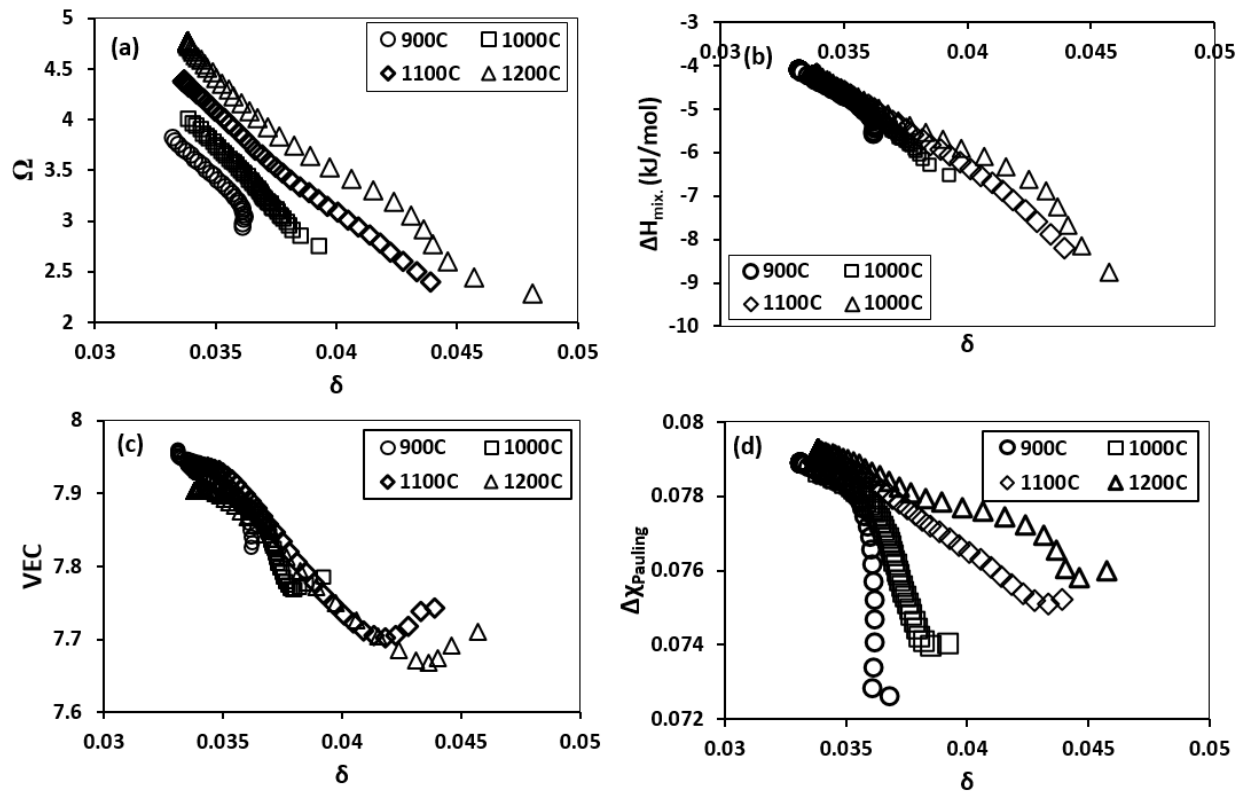 (a)
900C 1000C
1100C 1200C
5
4.5
4
3.5
3
2.5
2
Ω
0.03 0.035 0.04 0.045 0.05
δ
(b)
0.03 0.035 0.04 0.045 0.05
-3
-4
-5
-6
-7
-8
-9
-10
ΔHmix. (kJ/mol)
900C 1000C
1100C 1000C
δ
(c)
900C 1000C
1100C 1200C
8
7.9
7.8
7.7
7.6
VEC
0.03 0.035 0.04 0.045 0.05
δ
(d)
900C 1000C
1100C 1200C
0.08
0.078
0.076
0.074
0.072
ΔχPauling
0.03 0.035 0.04 0.045 0.05
δ